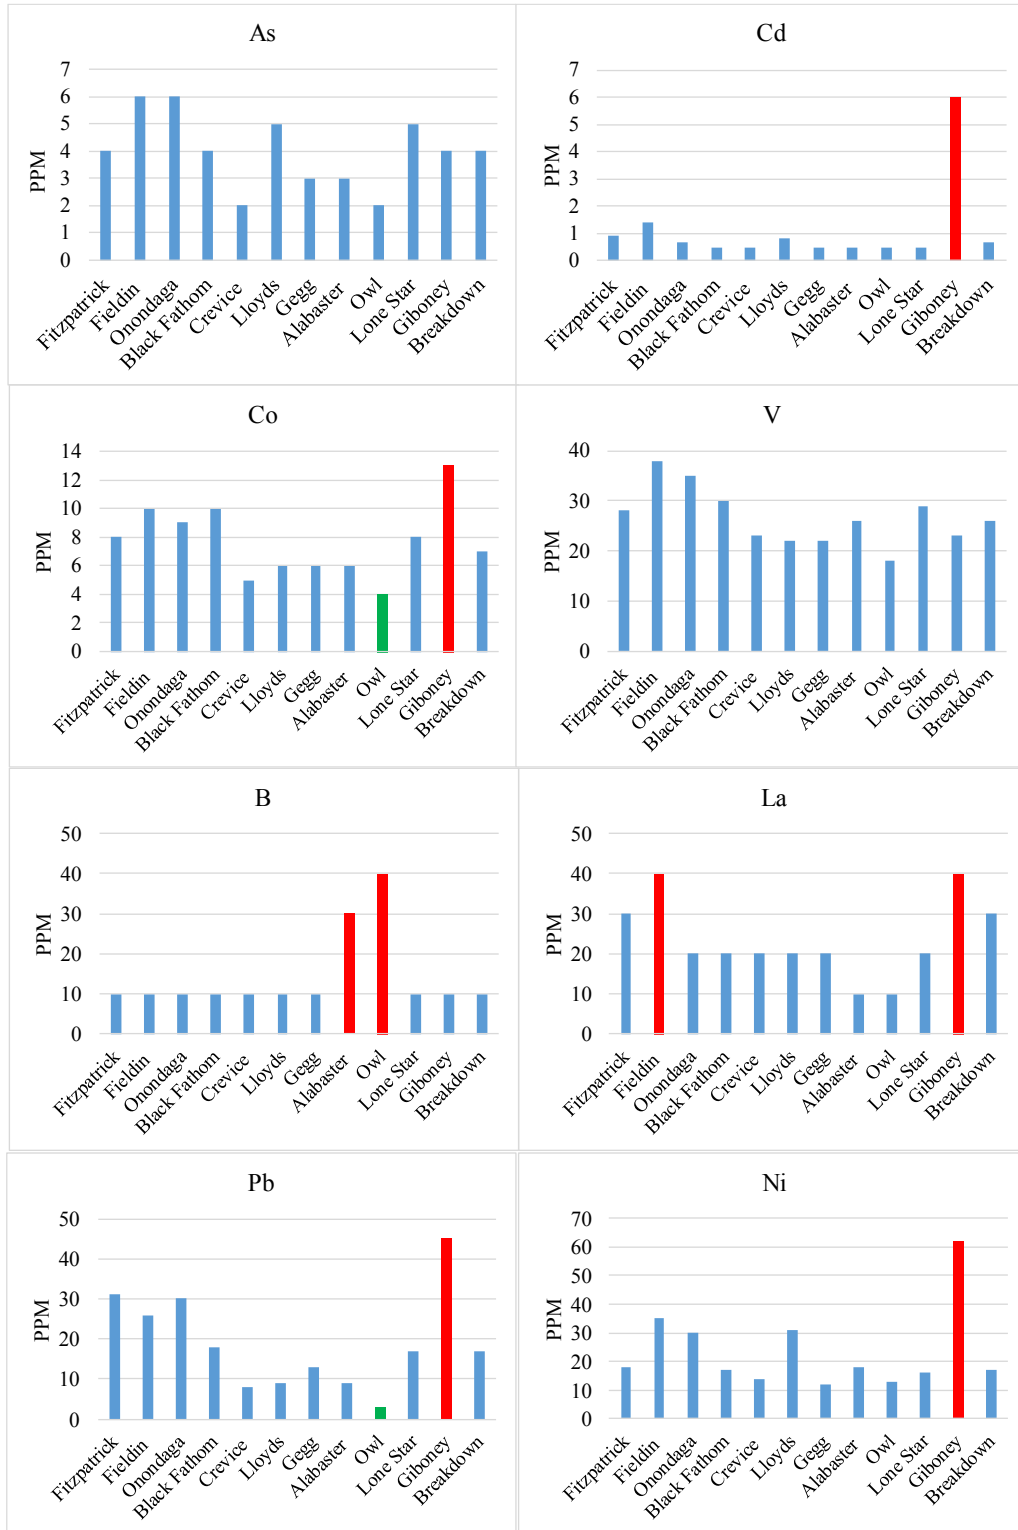 As
7
6
5
4
3
2
1
0
PPM
Fitzpatrick
Fieldin
Onondaga
Black Fathom
Crevice
Lloyds
Gegg
Alabaster
Owl
Lone Star
Giboney
Breakdown
Cd
7
6
5
4
3
2
1
0
PPM
Fitzpatrick
Fieldin
Onondaga
Black Fathom
Crevice
Lloyds
Gegg
Alabaster
Owl
Lone Star
Giboney
Breakdown
Co
14
12
10
8
6
4
2
0
PPM
Fitzpatrick
Fieldin
Onondaga
Black Fathom
Crevice
Lloyds
Gegg
Alabaster
Owl
Lone Star
Giboney
Breakdown
V
40
30
20
10
0
PPM
Fitzpatrick
Fieldin
Onondaga
Black Fathom
Crevice
Lloyds
Gegg
Alabaster
Owl
Lone Star
Giboney
Breakdown
B
50
40
30
20
10
0
PPM
Fitzpatrick
Fieldin
Onondaga
Black Fathom
Crevice
Lloyds
Gegg
Alabaster
Owl
Lone Star
Giboney
Breakdown
La
50
40
30
20
10
0
PPM
Fitzpatrick
Fieldin
Onondaga
Black Fathom
Crevice
Lloyds
Gegg
Alabaster
Owl
Lone Star
Giboney
Breakdown
Pb
50
40
30
20
10
0
PPM
Fitzpatrick
Fieldin
Onondaga
Black Fathom
Crevice
Lloyds
Gegg
Alabaster
Owl
Lone Star
Giboney
Breakdown
Ni
70
60
50
40
30
20
10
0
PPM
Fitzpatrick
Fieldin
Onondaga
Black Fathom
Crevice
Lloyds
Gegg
Alabaster
Owl
Lone Star
Giboney
Breakdown